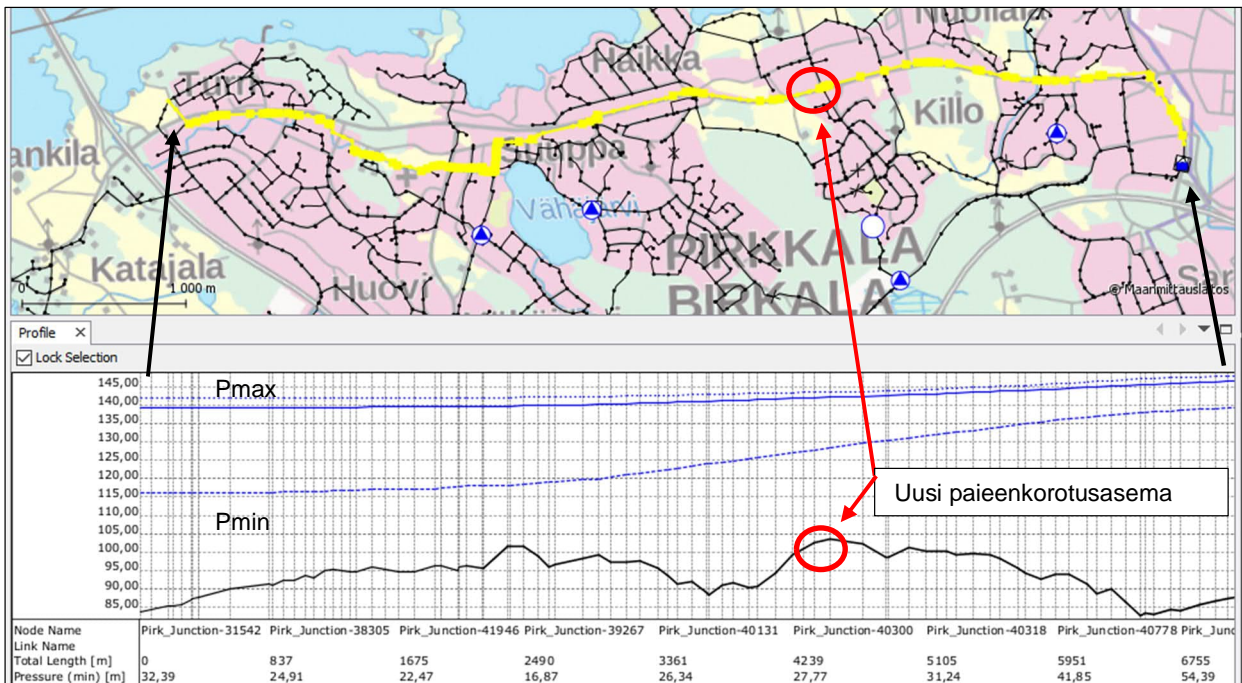 Nuollala
Haikka
Turri
Killo
ankila
Suuppa
Vähäjärvi
PIRKKALA
BIRKALA
Katajala
Huovi
Sar
0 1 000 m
© Maanmittauslaitos
Profile ×
Lock Selection
145,00
140,00
135,00
130,00
125,00
120,00
115,00
110,00
105,00
100,00
95,00
90,00
85,00
Pmax
Pmin
Uusi paieenkorotusasema
Node Name Pirk_Junction-31542 Pirk_Junction-38305 Pirk_Junction-41946 Pirk_Junction-39267 Pirk_Junction-40131 Pirk_Junction-40300 Pirk_Junction-40318 Pirk_Junction-40778 Pirk_Junc
Link Name
Total Length [m] 0 837 1675 2490 3361 4239 5105 5951 6755
Pressure (min) [m] 32,39 24,91 22,47 16,87 26,34 27,77 31,24 41,85 54,39